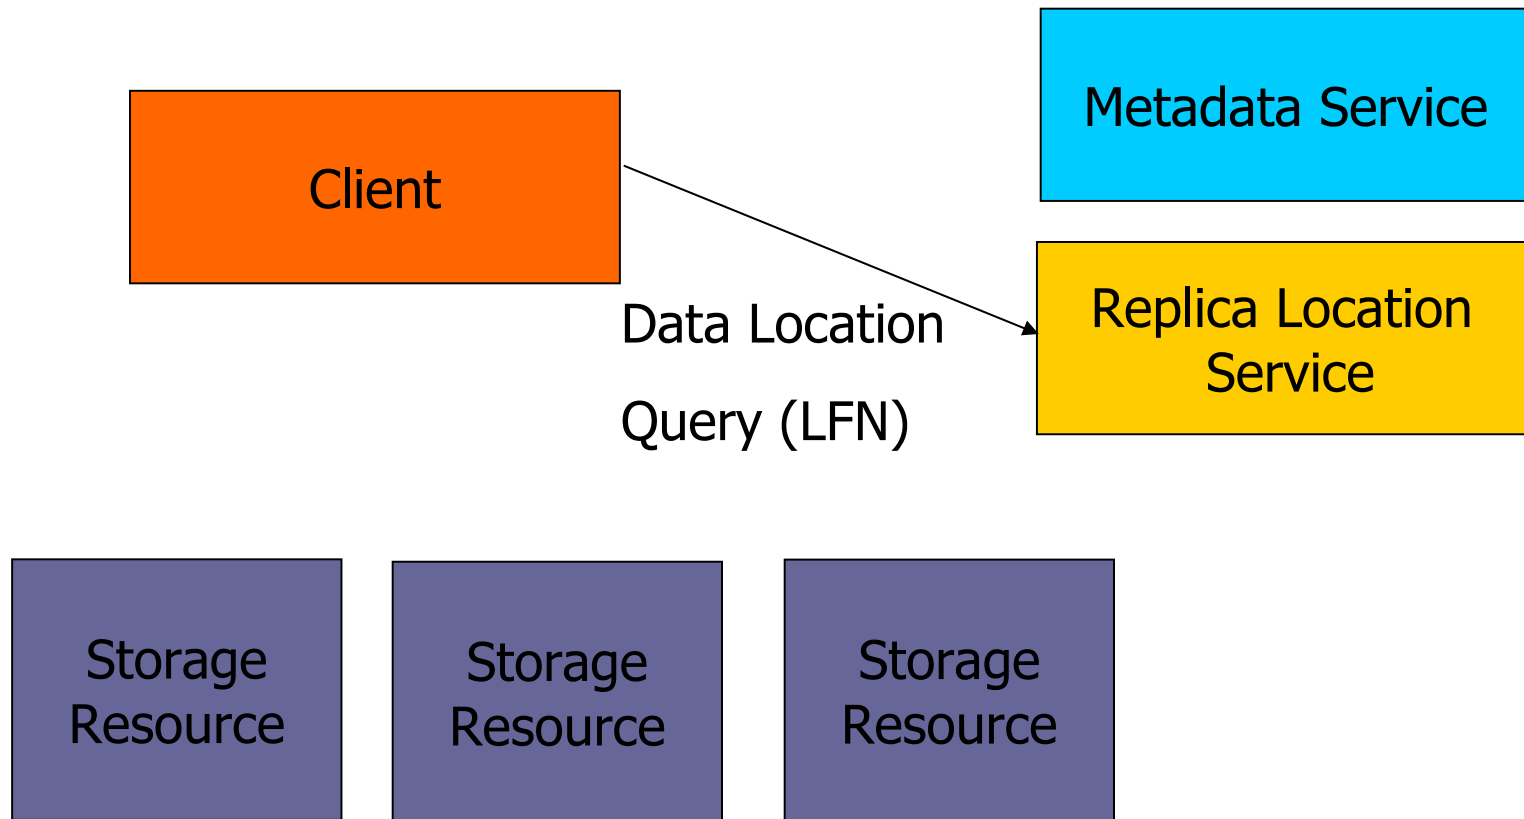 Metadata Service
Client
Replica Location
Service
Data Location
Query (LFN)
Storage
Resource
Storage
Resource
Storage
Resource